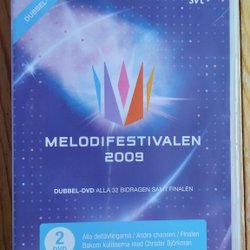 DUBBEL-
SVT
MELODIFESTIVALEN
2009
DUBBEL-DVD ALLA 32 BIDRAGEN SAMT FINALEN
2
DVD
Alla deltävlingarna / Andra chansen / Finalen
Bakom kulisserna med Christer Björkman